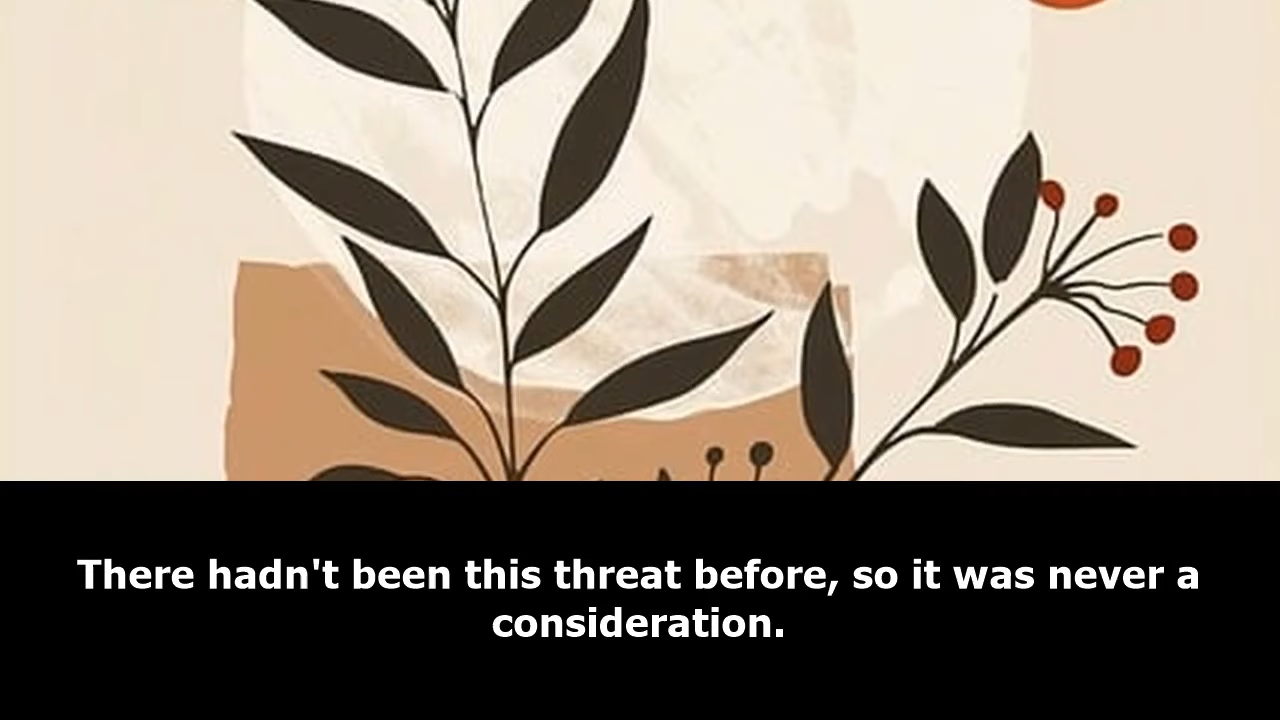 There hadn't been this threat before, so it was never a
consideration.